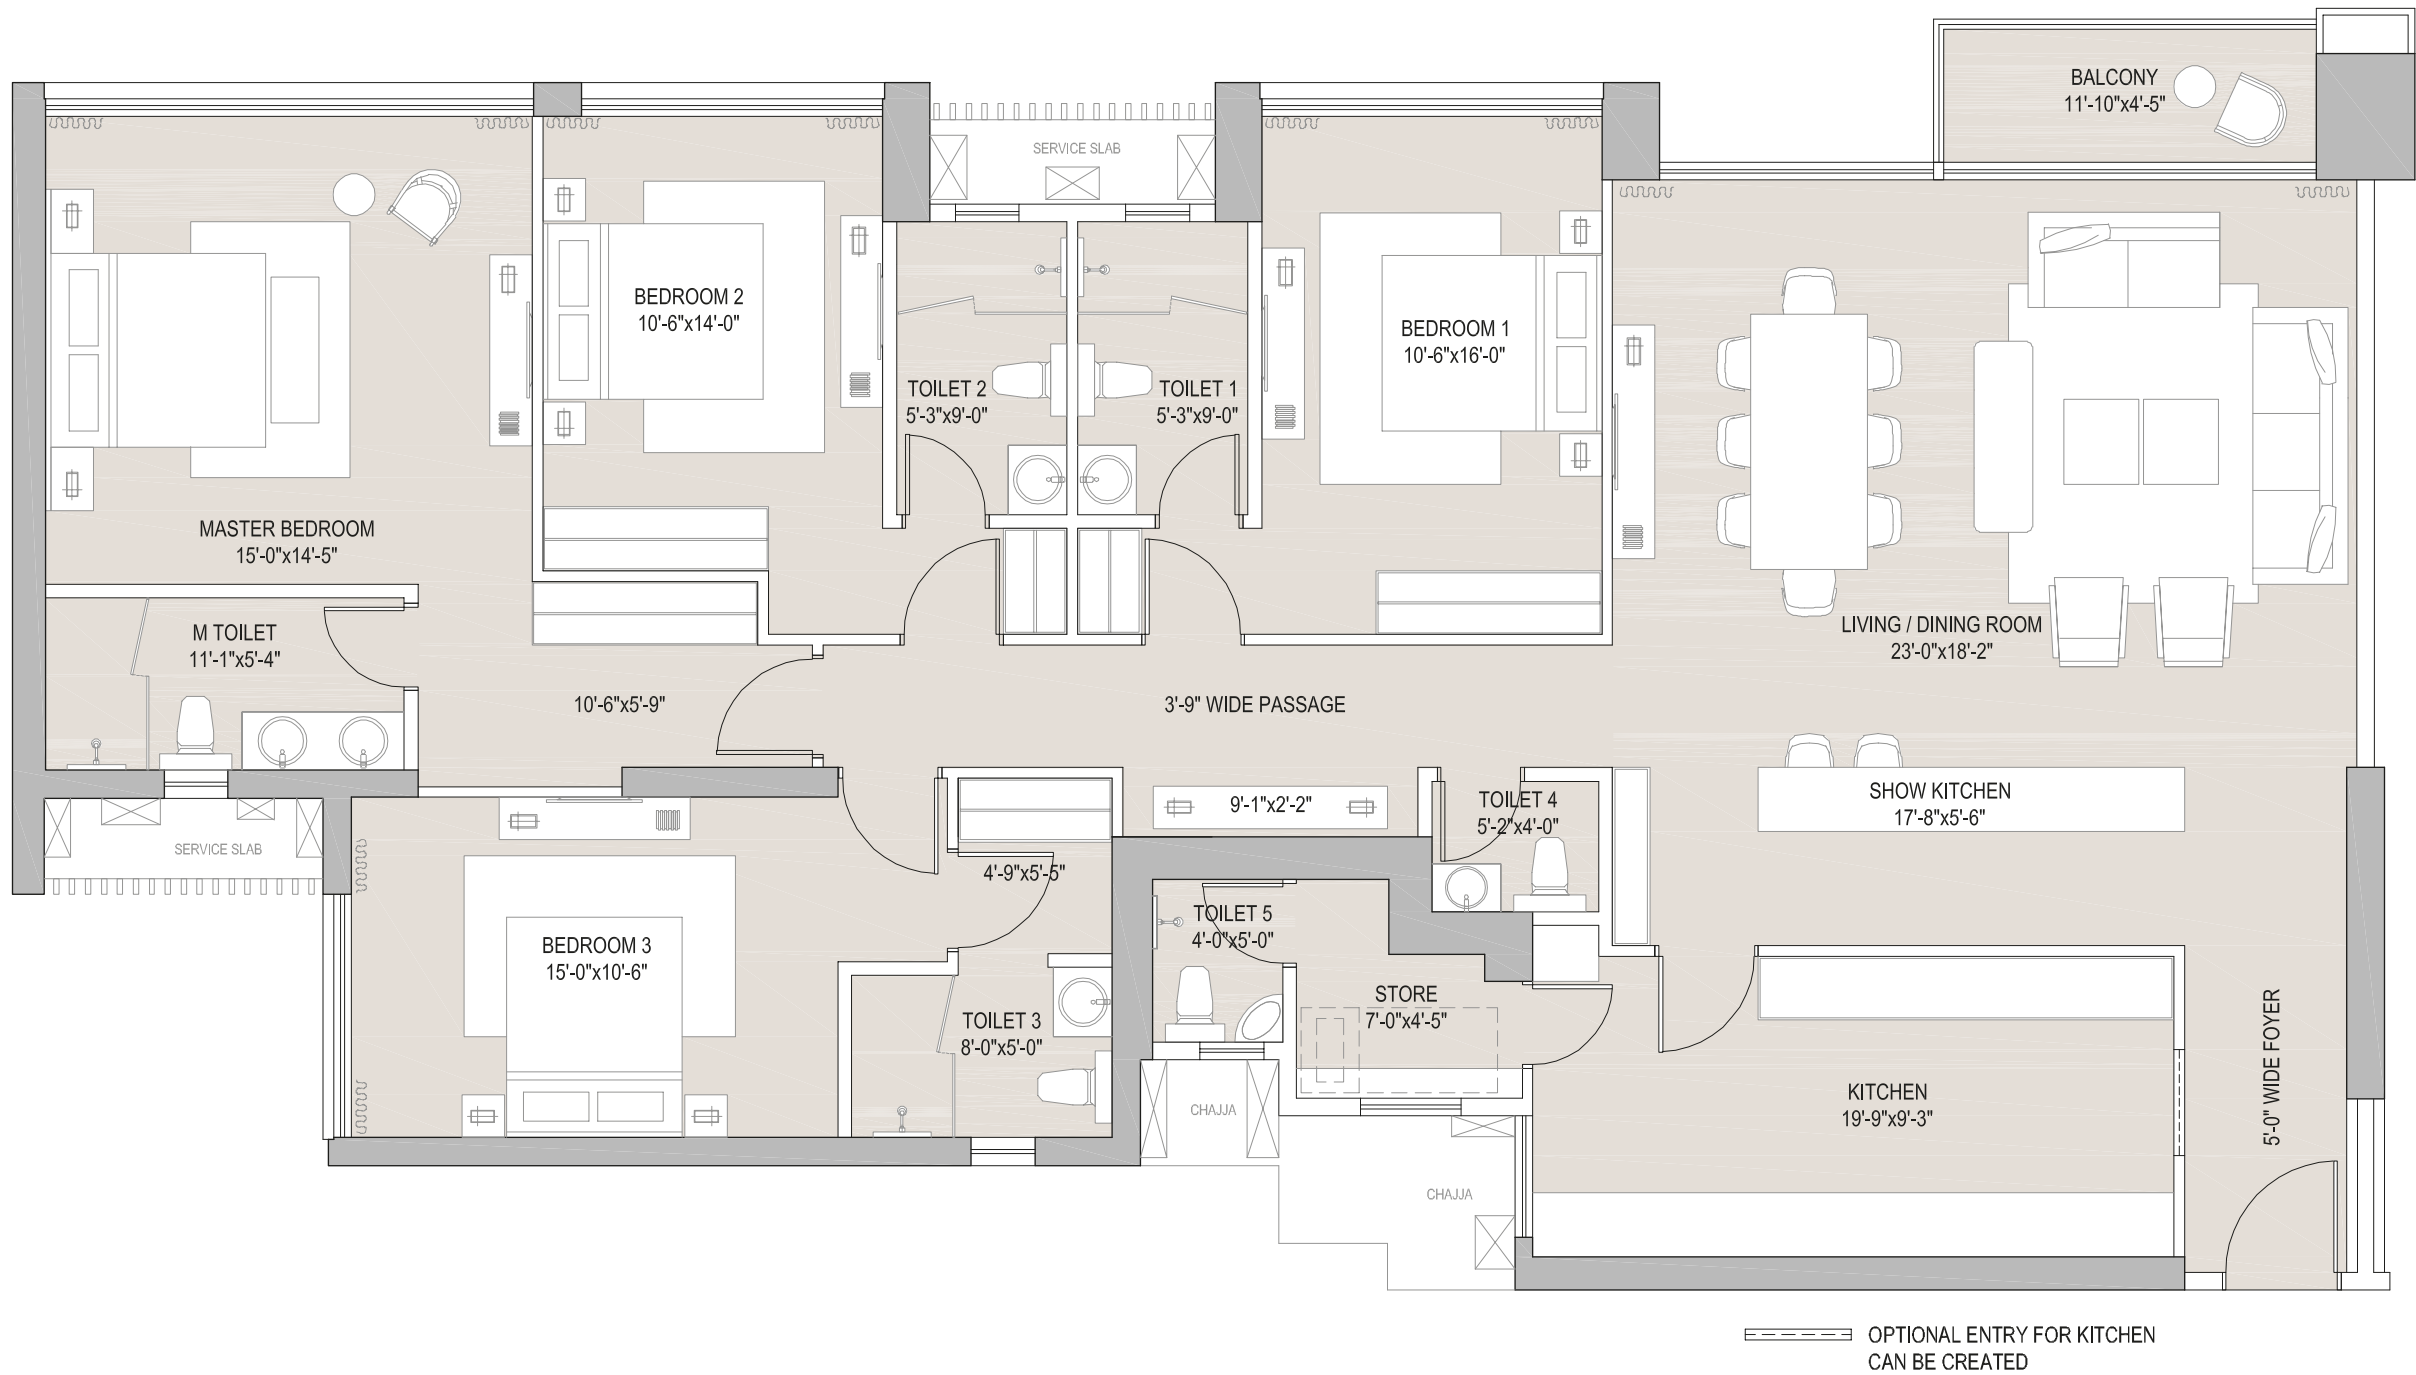 BALCONY
11'-10"x4'-5"
SERVICE SLAB
BEDROOM 2
10'-6"x14'-0"
BEDROOM 1
10'-6"x16'-0"
TOILET 2
5'-3"x9'-0"
TOILET 1
5'-3"x9'-0"
MASTER BEDROOM
15'-0"x14'-5"
M TOILET
11'-1"x5'-4"
LIVING / DINING ROOM
23'-0"x18'-2"
10'-6"x5'-9"
3'-9" WIDE PASSAGE
9'-1"x2'-2"
TOILET 4
5'-2"x4'-0"
SHOW KITCHEN
17'-8"x5'-6"
SERVICE SLAB
4'-9"x5'-5"
TOILET 5
4'-0"x5'-0"
BEDROOM 3
15'-0"x10'-6"
STORE
7'-0"x4'-5"
TOILET 3
8'-0"x5'-0"
5'-0" WIDE FOYER
KITCHEN
19'-9"x9'-3"
CHAJJA
CHAJJA
OPTIONAL ENTRY FOR KITCHEN
CAN BE CREATED